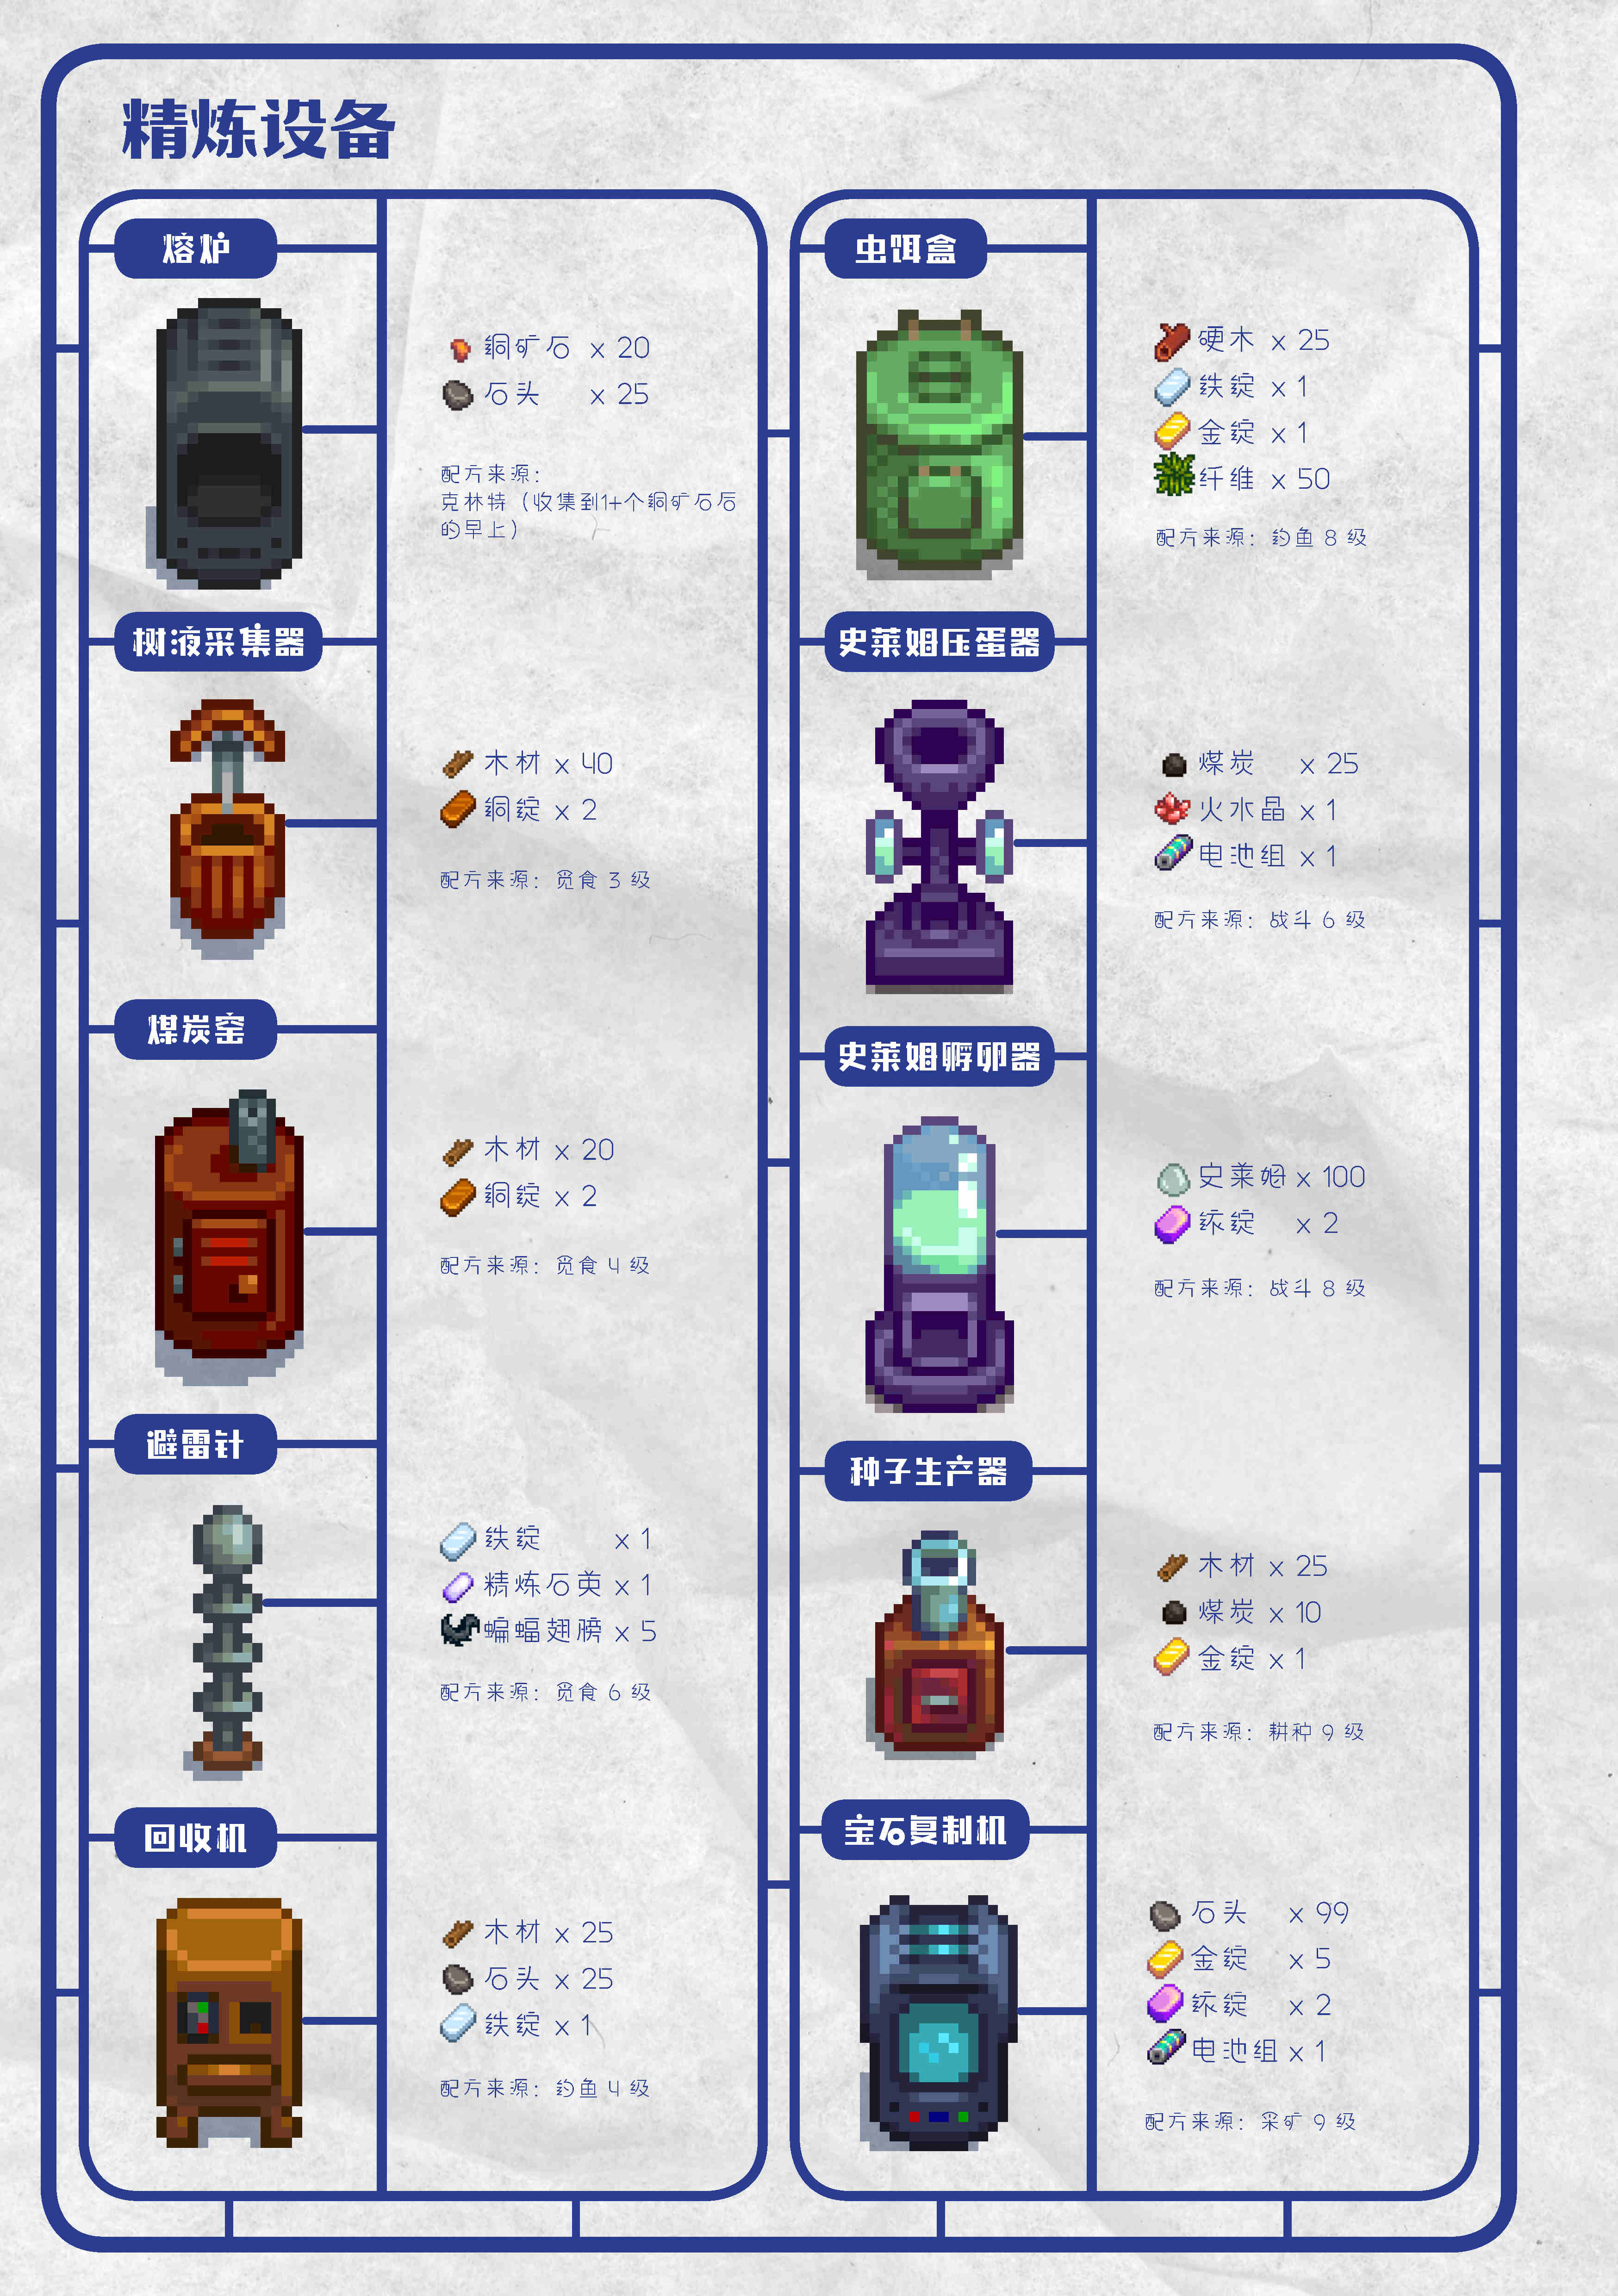 精炼设备
熔炉
铜矿石 x 20
石头 x 25
配方来源：
克林特（收集到1+个铜矿石后
的早上）
树液采集器
木材 x 40
铜锭 x 2
配方来源：觅食 3 级
煤炭窑
木材 x 20
铜锭 x 2
配方来源：觅食 4 级
避雷针
铁锭 x 1
精炼石英 x 1
蝙蝠翅膀 x 5
配方来源：觅食 6 级
回收机
木材 x 25
石头 x 25
铁锭 x 1
配方来源：钓鱼 4 级
虫饵盒
硬木 x 25
铁锭 x 1
金锭 x 1
纤维 x 50
配方来源：钓鱼 8 级
史莱姆压蛋器
煤炭 x 25
火水晶 x 1
电池组 x 1
配方来源：战斗 6 级
史莱姆孵卵器
史莱姆 x 100
铱锭 x 2
配方来源：战斗 8 级
种子生产器
木材 x 25
煤炭 x 10
金锭 x 1
配方来源：耕种 9 级
宝石复制机
石头 x 99
金锭 x 5
铱锭 x 2
电池组 x 1
配方来源：采矿 9 级